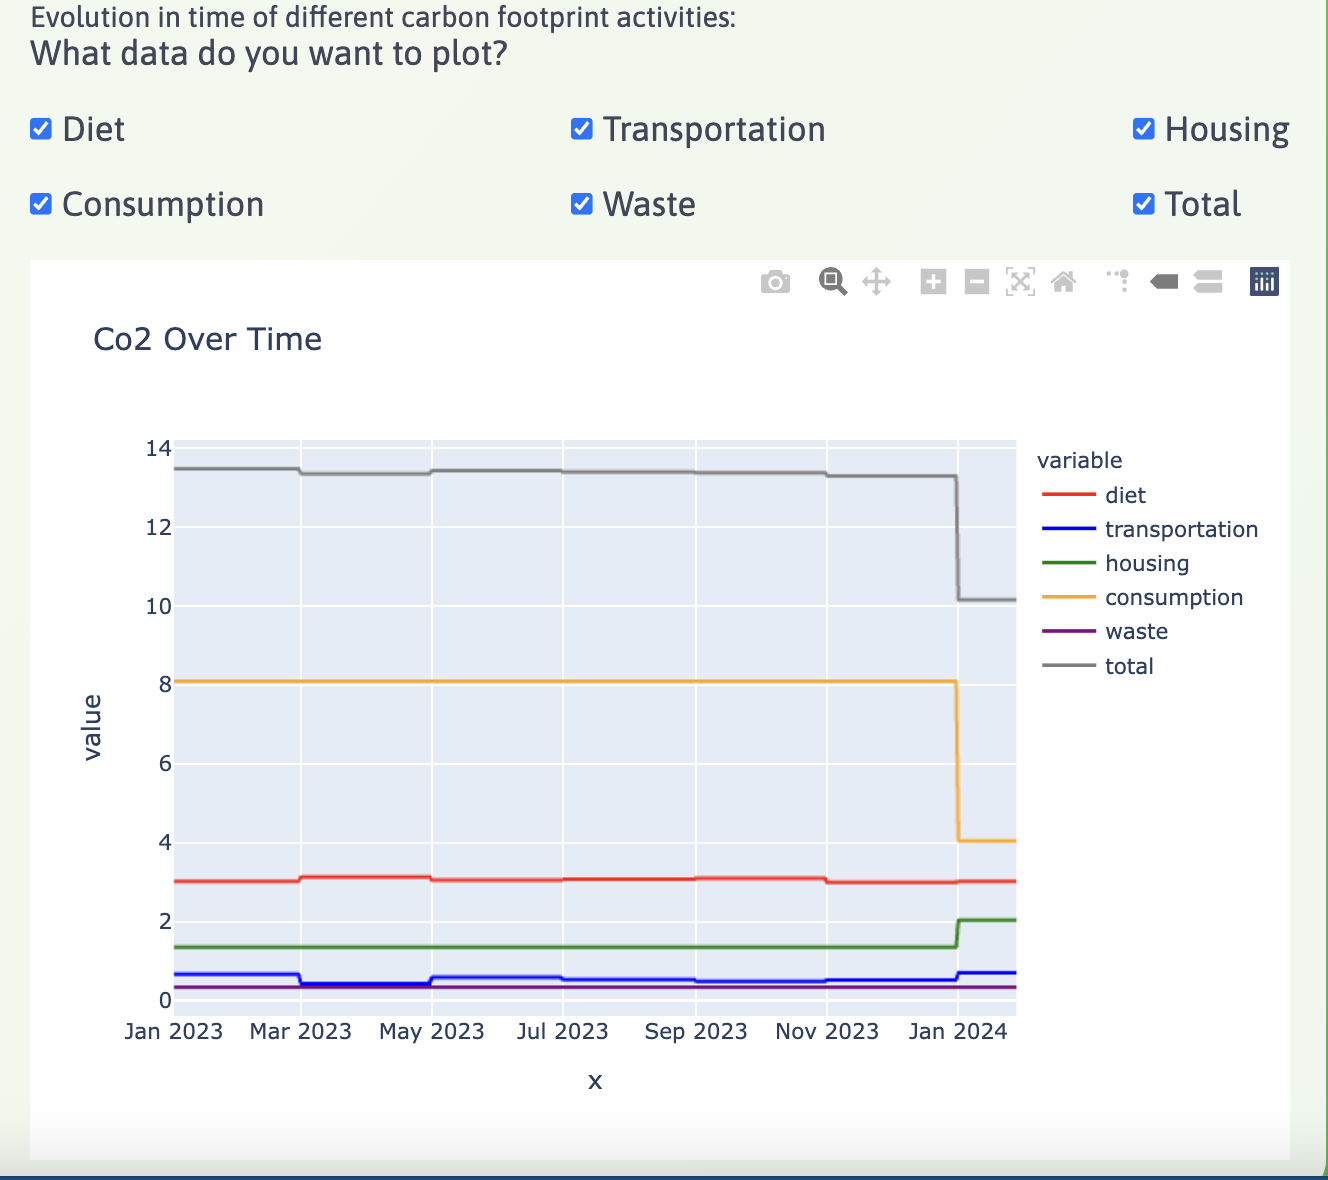 Evolution in time of different carbon footprint activities:
What data do you want to plot?
Diet
Transportation
Housing
Consumption
Waste
Total
Co2 Over Time
14
12
10
8
6
4
2
0
value
Jan 2023
Mar 2023
May 2023
Jul 2023
Sep 2023
Nov 2023
Jan 2024
x
variable
diet
transportation
housing
consumption
waste
total